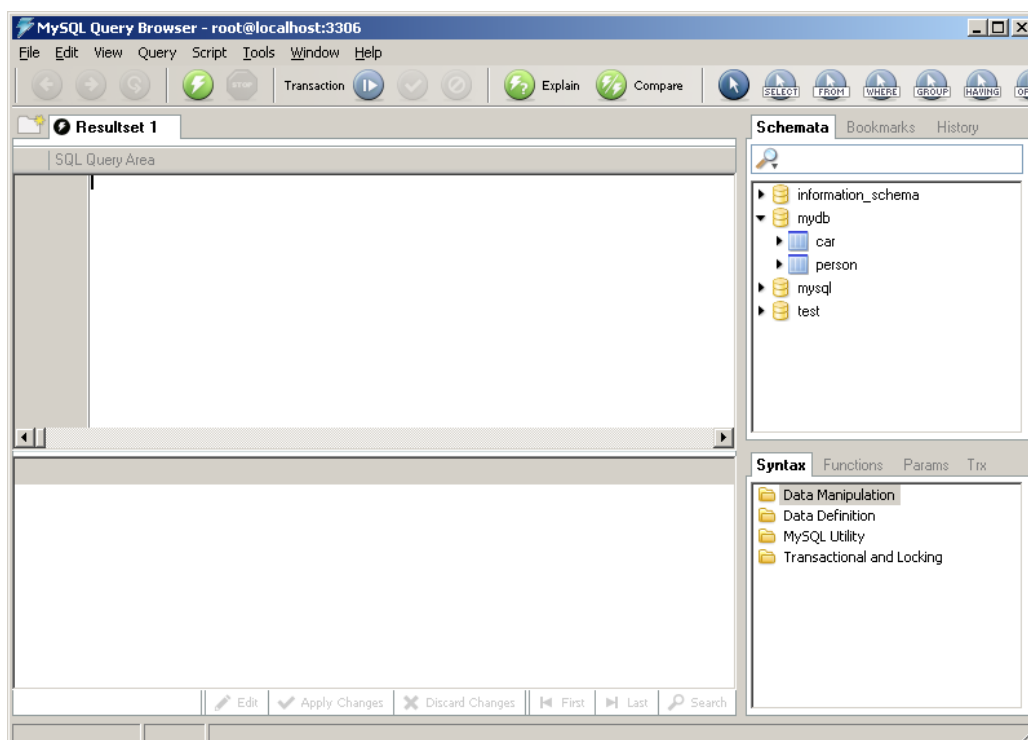 MySQL Query Browser - root@localhost:3306
File Edit View Query Script Tools Window Help
STOP Transaction Explain Compare SELECT FROM WHERE GROUP HAVING
Resultset 1
SQL Query Area
Schemata Bookmarks History
information_schema
mydb
car
person
mysql
test
Syntax Functions Params Trx
Data Manipulation
Data Definition
MySQL Utility
Transactional and Locking
Edit Apply Changes Discard Changes First Last Search